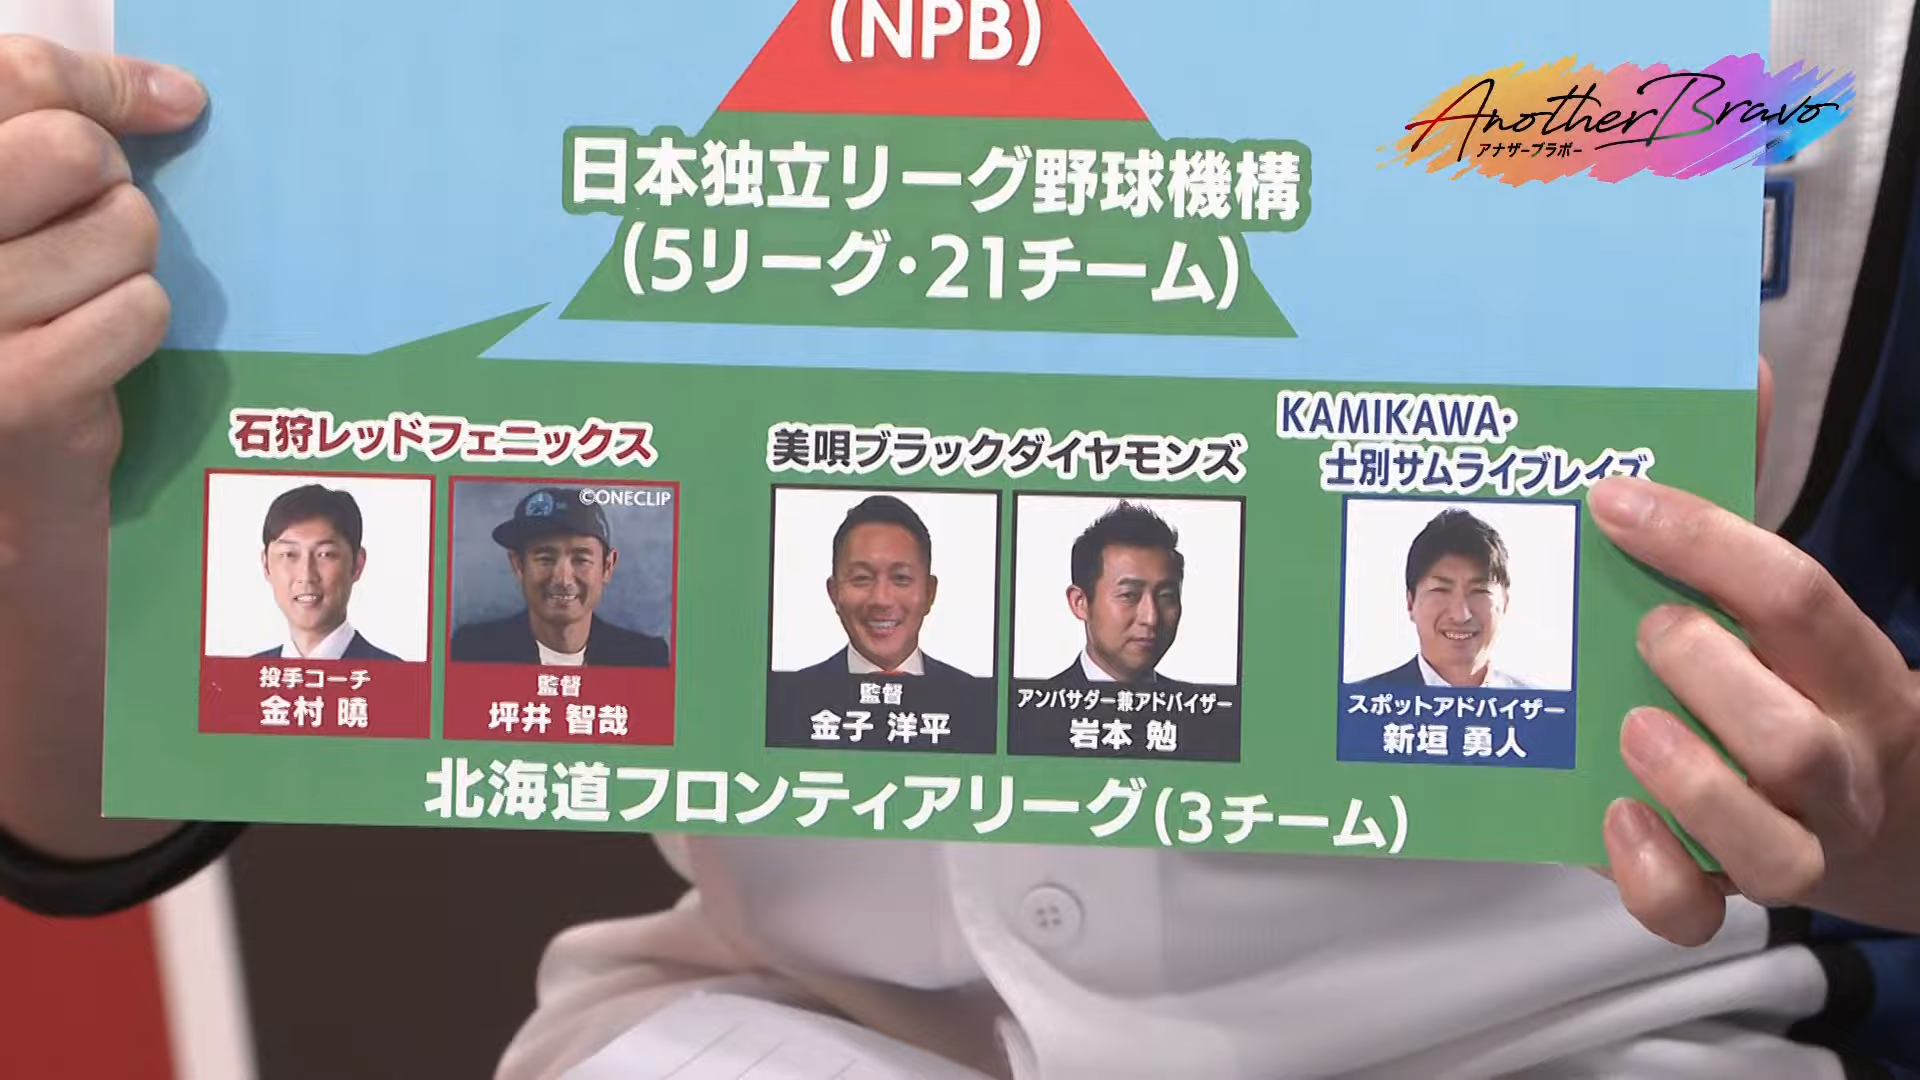 (NPB)
Another Bravo
アナザーブラボー
日本独立リーグ野球機構
(5リーグ・21チーム)
石狩レッドフェニックス
美唄ブラックダイヤモンズ
KAMIKAWA・
士別サムライブレイズ
©ONECLIP
投手コーチ
金村 曉
監督
坪井 智哉
監督
金子 洋平
アンバサダー兼アドバイザー
岩本 勉
スポットアドバイザー
新垣 勇人
北海道フロンティアリーグ(3チーム)